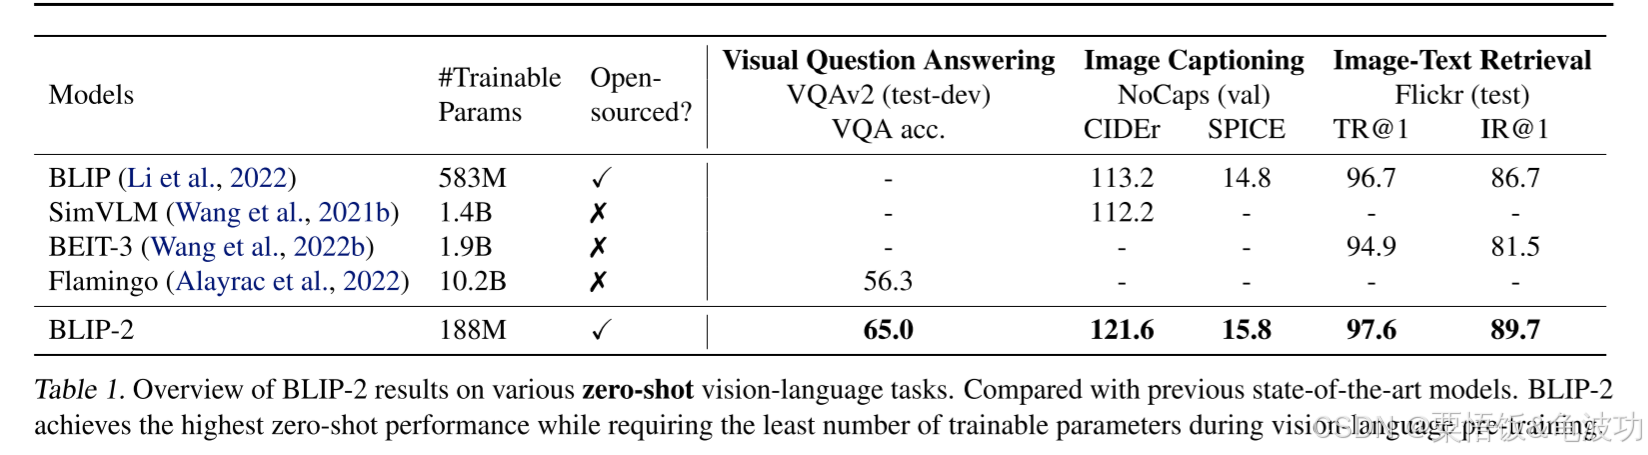 Models #Trainable Params Open-sourced? Visual Question Answering Image Captioning Image-Text Retrieval
VQAv2 (test-dev) NoCaps (val) Flickr (test)
VQA acc. CIDEr SPICE TR@1 IR@1
BLIP (Li et al., 2022) 583M ✓ - 113.2 14.8 96.7 86.7
SimVLM (Wang et al., 2021b) 1.4B ✗ - 112.2 - - -
BEIT-3 (Wang et al., 2022b) 1.9B ✗ - - - 94.9 81.5
Flamingo (Alayrac et al., 2022) 10.2B ✗ 56.3 - - - -
BLIP-2 188M ✓ 65.0 121.6 15.8 97.6 89.7
Table 1. Overview of BLIP-2 results on various zero-shot vision-language tasks. Compared with previous state-of-the-art models. BLIP-2
achieves the highest zero-shot performance while requiring the least number of trainable parameters during vision-language pre-training.
CSDN @栗悟饭&龟波功